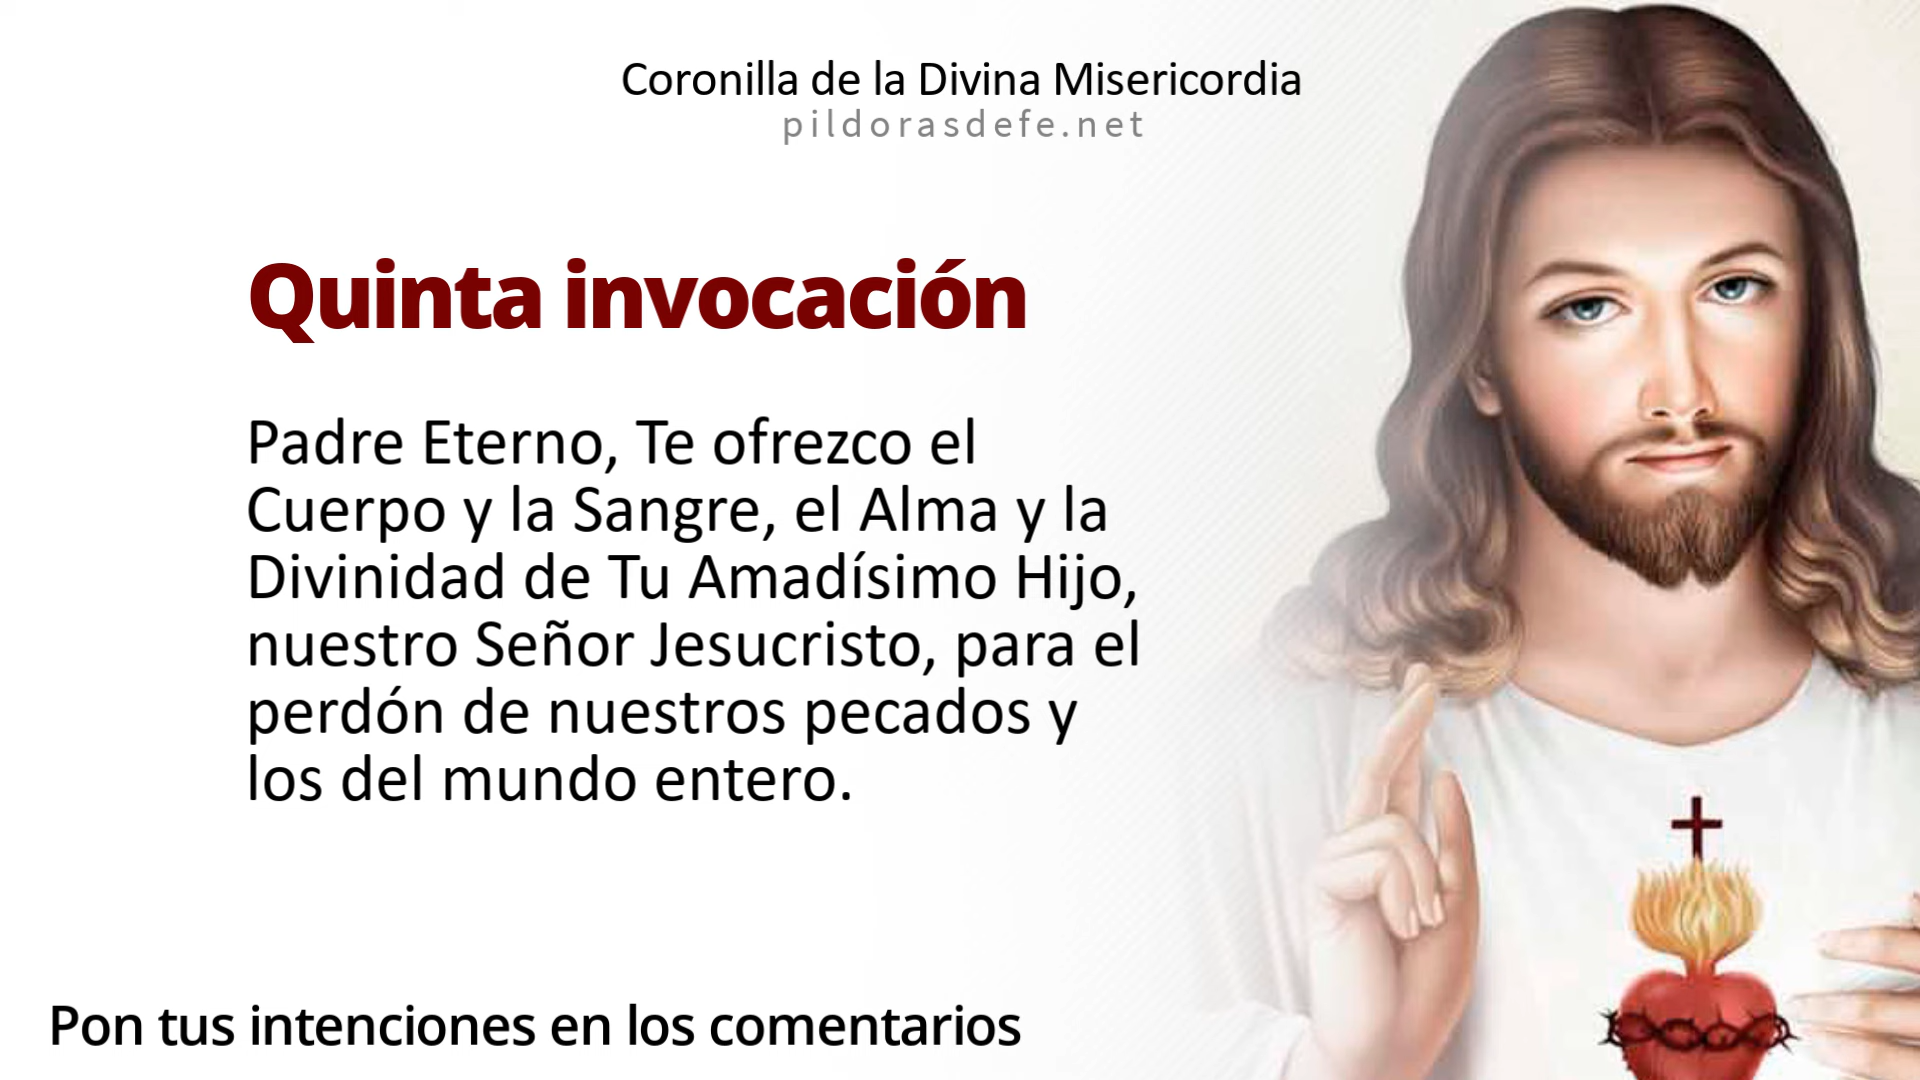 Coronilla de la Divina Misericordia
pildorasdefe.net
Quinta invocación
Padre Eterno, Te ofrezco el
Cuerpo y la Sangre, el Alma y la
Divinidad de Tu Amadísimo Hijo,
nuestro Señor Jesucristo, para el
perdón de nuestros pecados y
los del mundo entero.
Pon tus intenciones en los comentarios